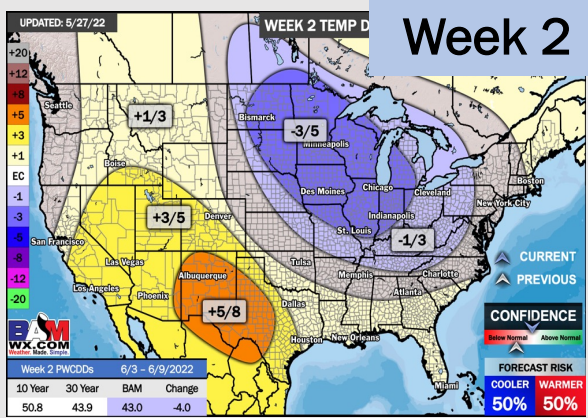 UPDATED: 5/27/22
WEEK 2 TEMP D
Week 2
+20
+12
+8
+5
+3
+1
EC
-1
-3
-5
-8
-12
-20
Seattle
+1/3
Bismarck
-3/5
Minneapolis
Boise
Des Moines
Chicago
Cleveland
Boston
New York City
+3/5
Denver
Indianapolis
San Francisco
St. Louis
-1/3
Las Vegas
Tulsa
Charlotte
CURRENT
Albuquerque
Memphis
PREVIOUS
Los Angeles
Phoenix
+5/8
Dallas
Atlanta
Houston
New Orleans
Miami
CONFIDENCE
Below Normal
Above Normal
BAM
WX.COM
Weather. Made. Simple.
Week 2 PWCDDs 6/3 - 6/9/2022
10 Year 30 Year BAM Change
50.8 43.9 43.0 -4.0
FORECAST RISK
COOLER WARMER
50% 50%